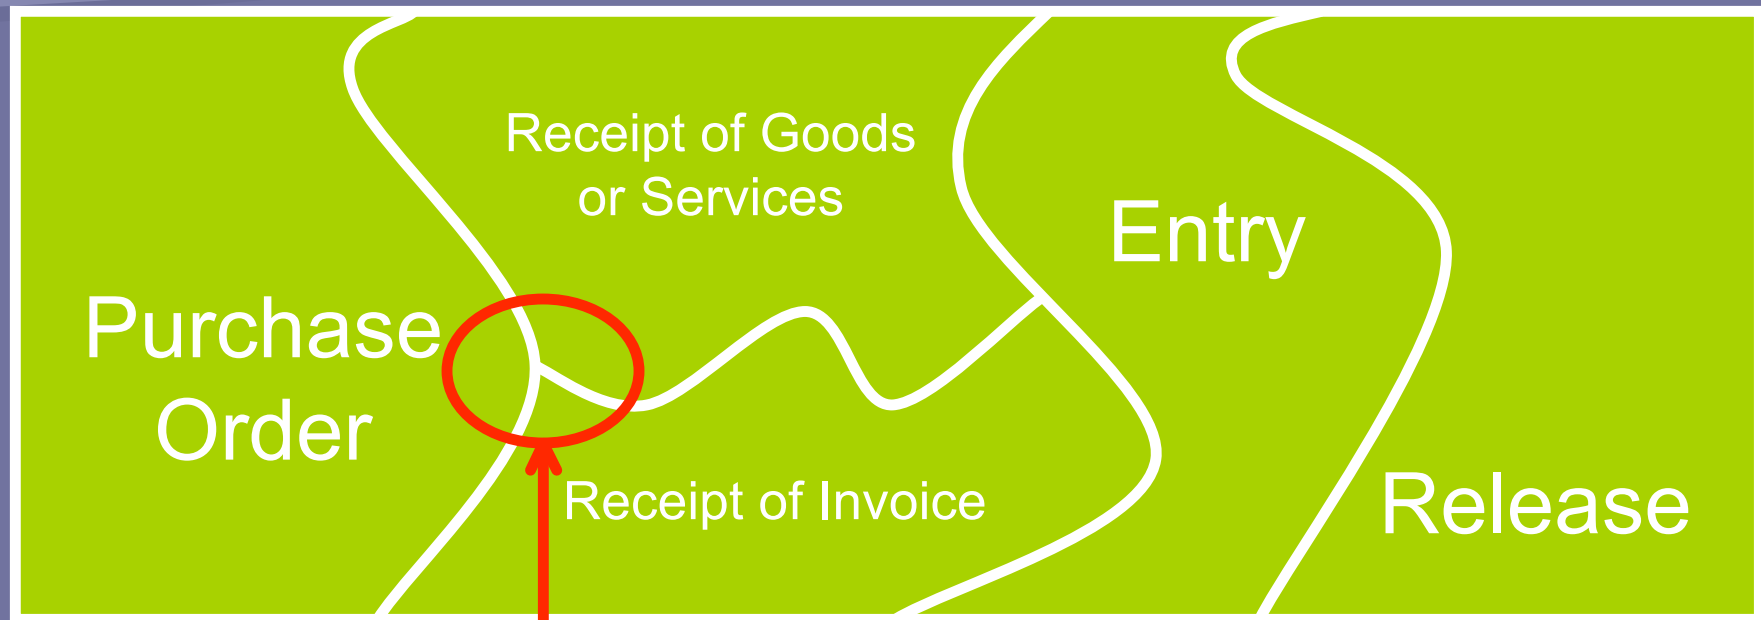 Purchase
Order
Receipt of Goods
or Services
Receipt of Invoice
Entry
Release